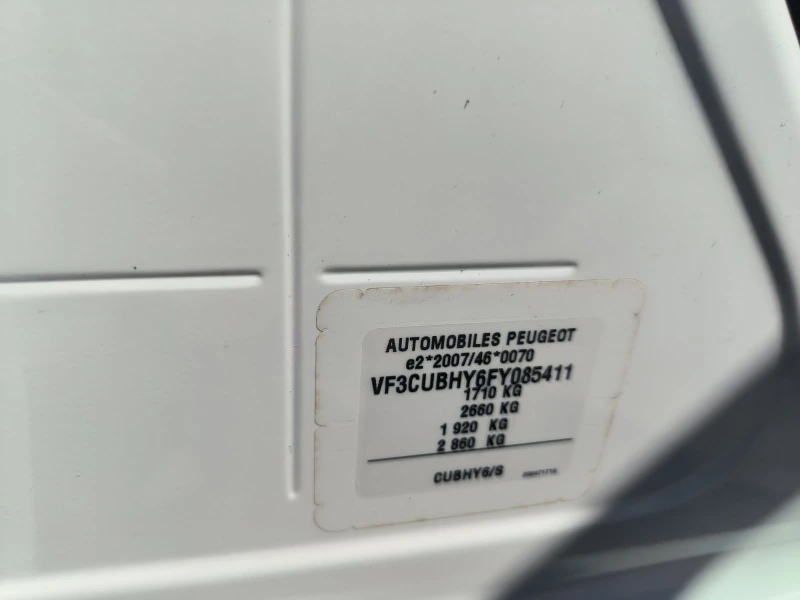 AUTOMOBILES PEUGEOT
e2*2007/46*0070
VF3CUBHY6FY085411
1710 KG
2660 KG
1 920 KG
2 860 KG
CUBHY6/S